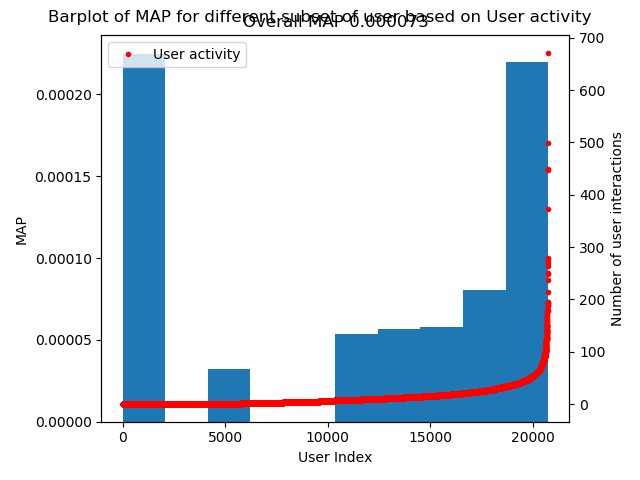 Barplot of MAP for different subset of user based on User activity
Overall MAP 0.000073
User activity
MAP
0.00020
0.00015
0.00010
0.00005
0.00000
700
600
500
400
300
200
100
0
Number of user interactions
0 5000 10000 15000 20000
User Index